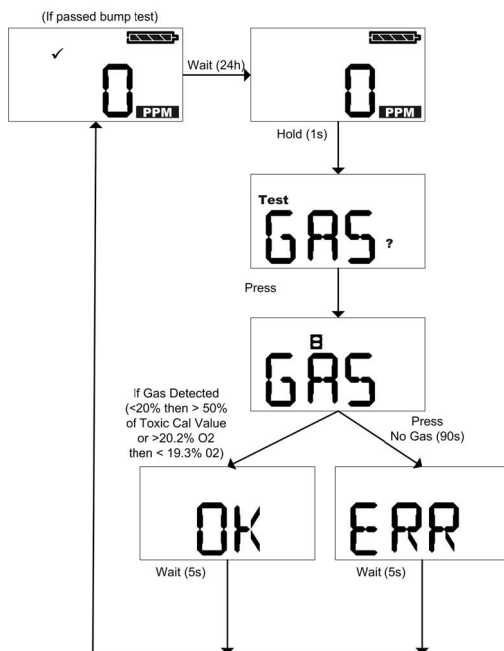 (If passed bump test)
0
PPM
Wait (24h)
0
PPM
Hold (1s)
Test
GAS ?
Press
GAS
If Gas Detected
(<20% then > 50%
of Toxic Cal Value
or >20.2% O2
then < 19.3% 02)
Press
No Gas (90s)
OK
ERR
Wait (5s)
Wait (5s)